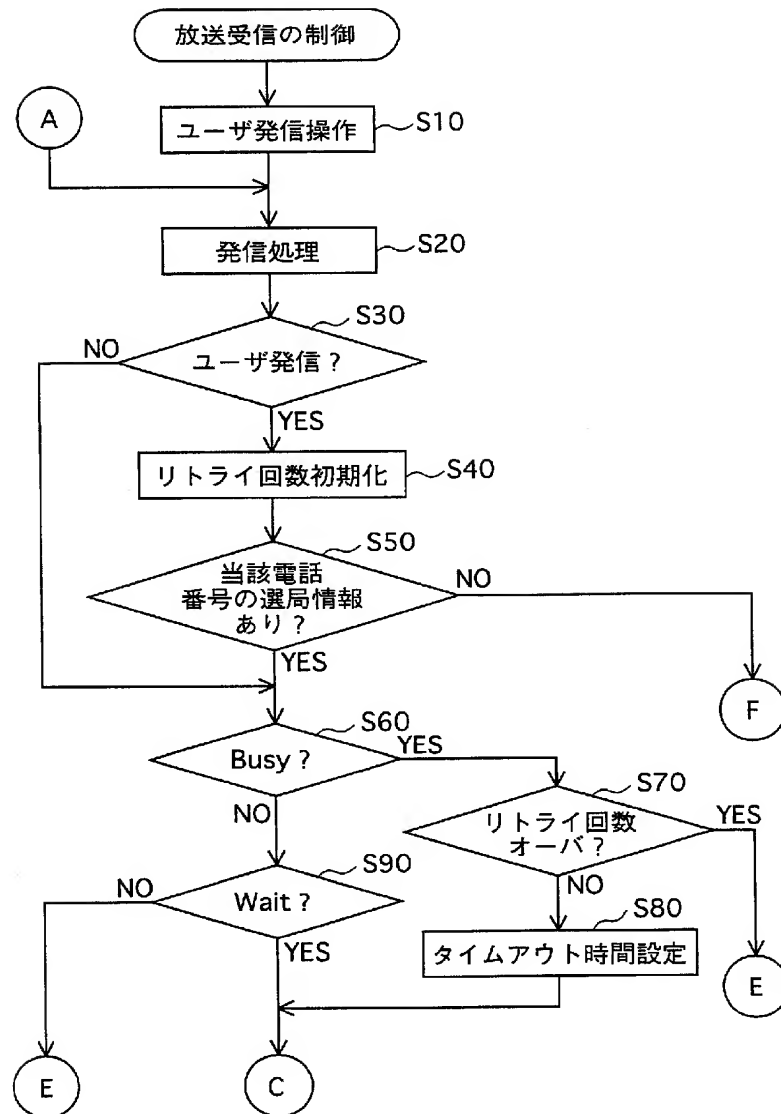 放送受信の制御
A
ユーザ発信操作
S10
発信処理
S20
S30
NO
ユーザ発信？
YES
リトライ回数初期化
S40
S50
当該電話
番号の選局情報
あり？
NO
YES
F
S60
Busy？
YES
NO
S70
リトライ回数
オーバ？
YES
NO
S90
NO
Wait？
YES
S80
タイムアウト時間設定
E
E
C